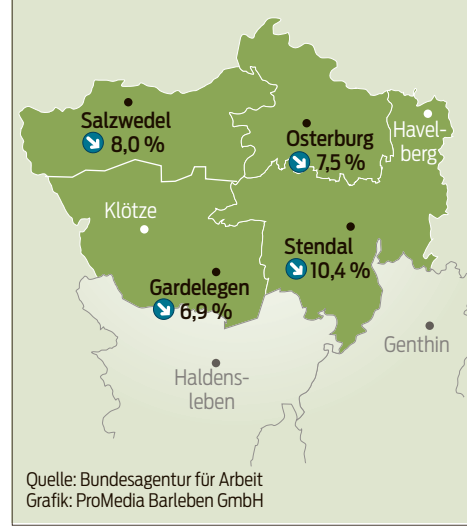 Salzwedel
8,0 %
Osterburg
7,5 %
Havel-
berg
Klötze
Stendal
10,4 %
Gardelegen
6,9 %
Genthin
Haldens-
leben
Quelle: Bundesagentur für Arbeit
Grafik: ProMedia Barleben GmbH